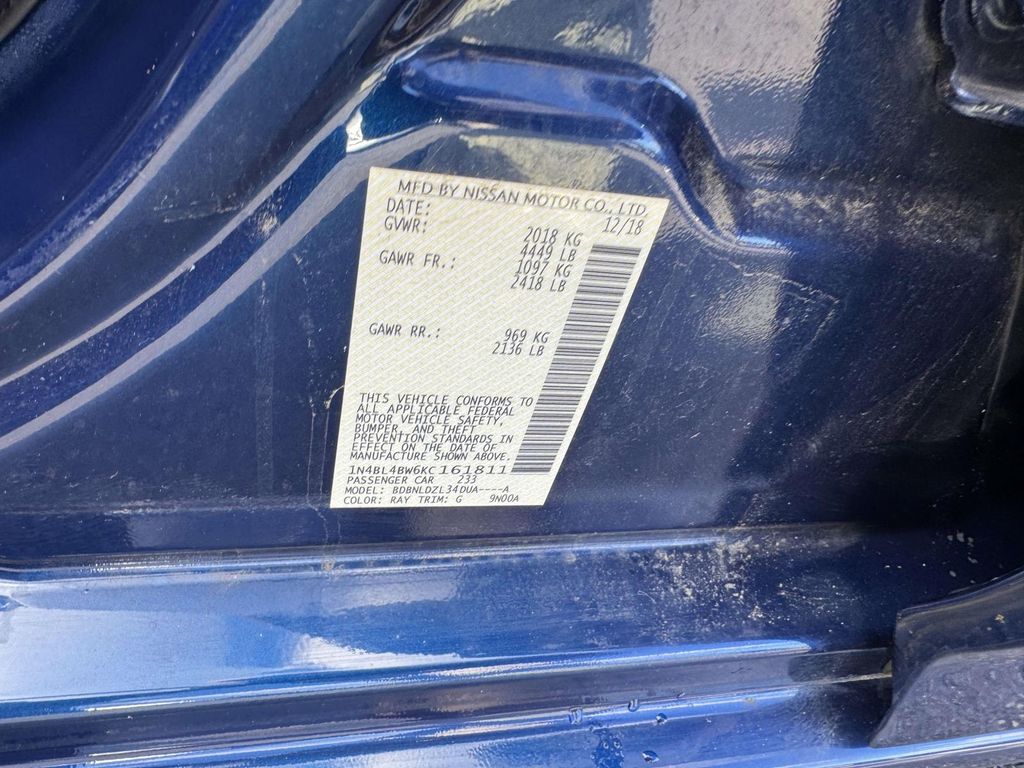 MFD BY NISSAN MOTOR CO., LTD.
DATE: 12/18
GVWR: 2018 KG
4449 LB
GAWR FR.: 1097 KG
2418 LB
GAWR RR.: 969 KG
2136 LB
THIS VEHICLE CONFORMS TO
ALL APPLICABLE FEDERAL
MOTOR VEHICLE SAFETY,
BUMPER, AND THEFT
PREVENTION STANDARDS IN
EFFECT ON THE DATE OF
MANUFACTURE SHOWN ABOVE.
1N4BL4BW6KC161811
PASSENGER CAR 233
MODEL: BDBNLDZL34DUA----A
COLOR: RAY TRIM: G 9N00A